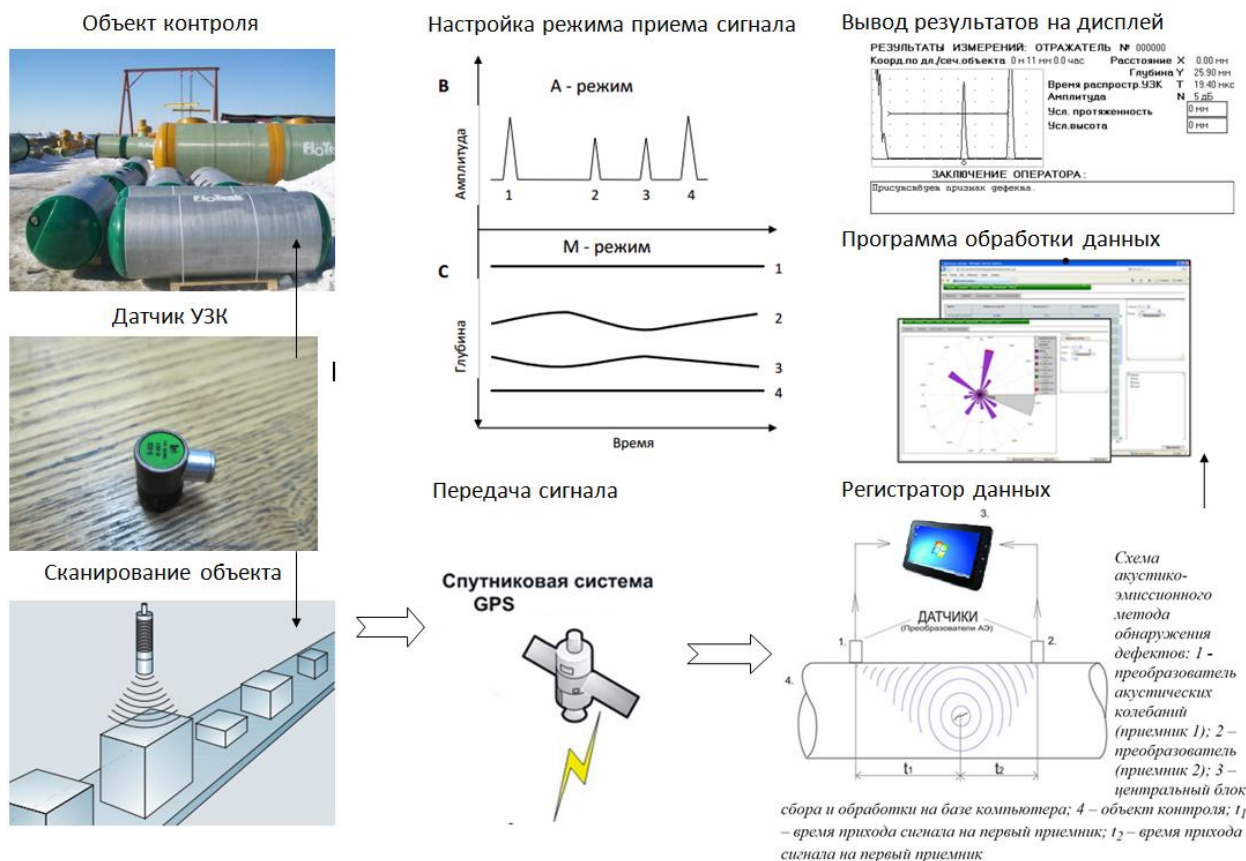 Объект контроля
FloTenk
FloTenk
Датчик УЗК
Сканирование объекта
Настройка режима приема сигнала
В
А - режим
Амплитуда
1 2 3 4
М - режим
С
Глубина
1
2
3
4
Время
Передача сигнала
Спутниковая система
GPS
Вывод результатов на дисплей
РЕЗУЛЬТАТЫ ИЗМЕРЕНИЙ: ОТРАЖАТЕЛЬ № 000000
Коорд.по дл./сеч.объекта 0 м 11 мм 0.0 час
Расстояние X 0.00 мм
Глубина Y 25.90 мм
Время распростр.УЗК T 19.40 мкс
Амплитуда N 5 дБ
Усл. протяженность 0 мм
Усл.высота 0 мм
ЗАКЛЮЧЕНИЕ ОПЕРАТОРА:
Присутствует признак дефекта.
Программа обработки данных
Регистратор данных
3.
ДАТЧИКИ
(Преобразователи АЭ)
1.
2.
4.
t1
t2
Схема
акустико-
эмиссионного
метода
обнаружения
дефектов: 1 -
преобразователь
акустических
колебаний
(приемник 1); 2 –
преобразователь
(приемник 2); 3 –
центральный блок
сбора и обработки на базе компьютера; 4 – объект контроля; t1
– время прихода сигнала на первый приемник; t2 – время прихода
сигнала на первый приемник